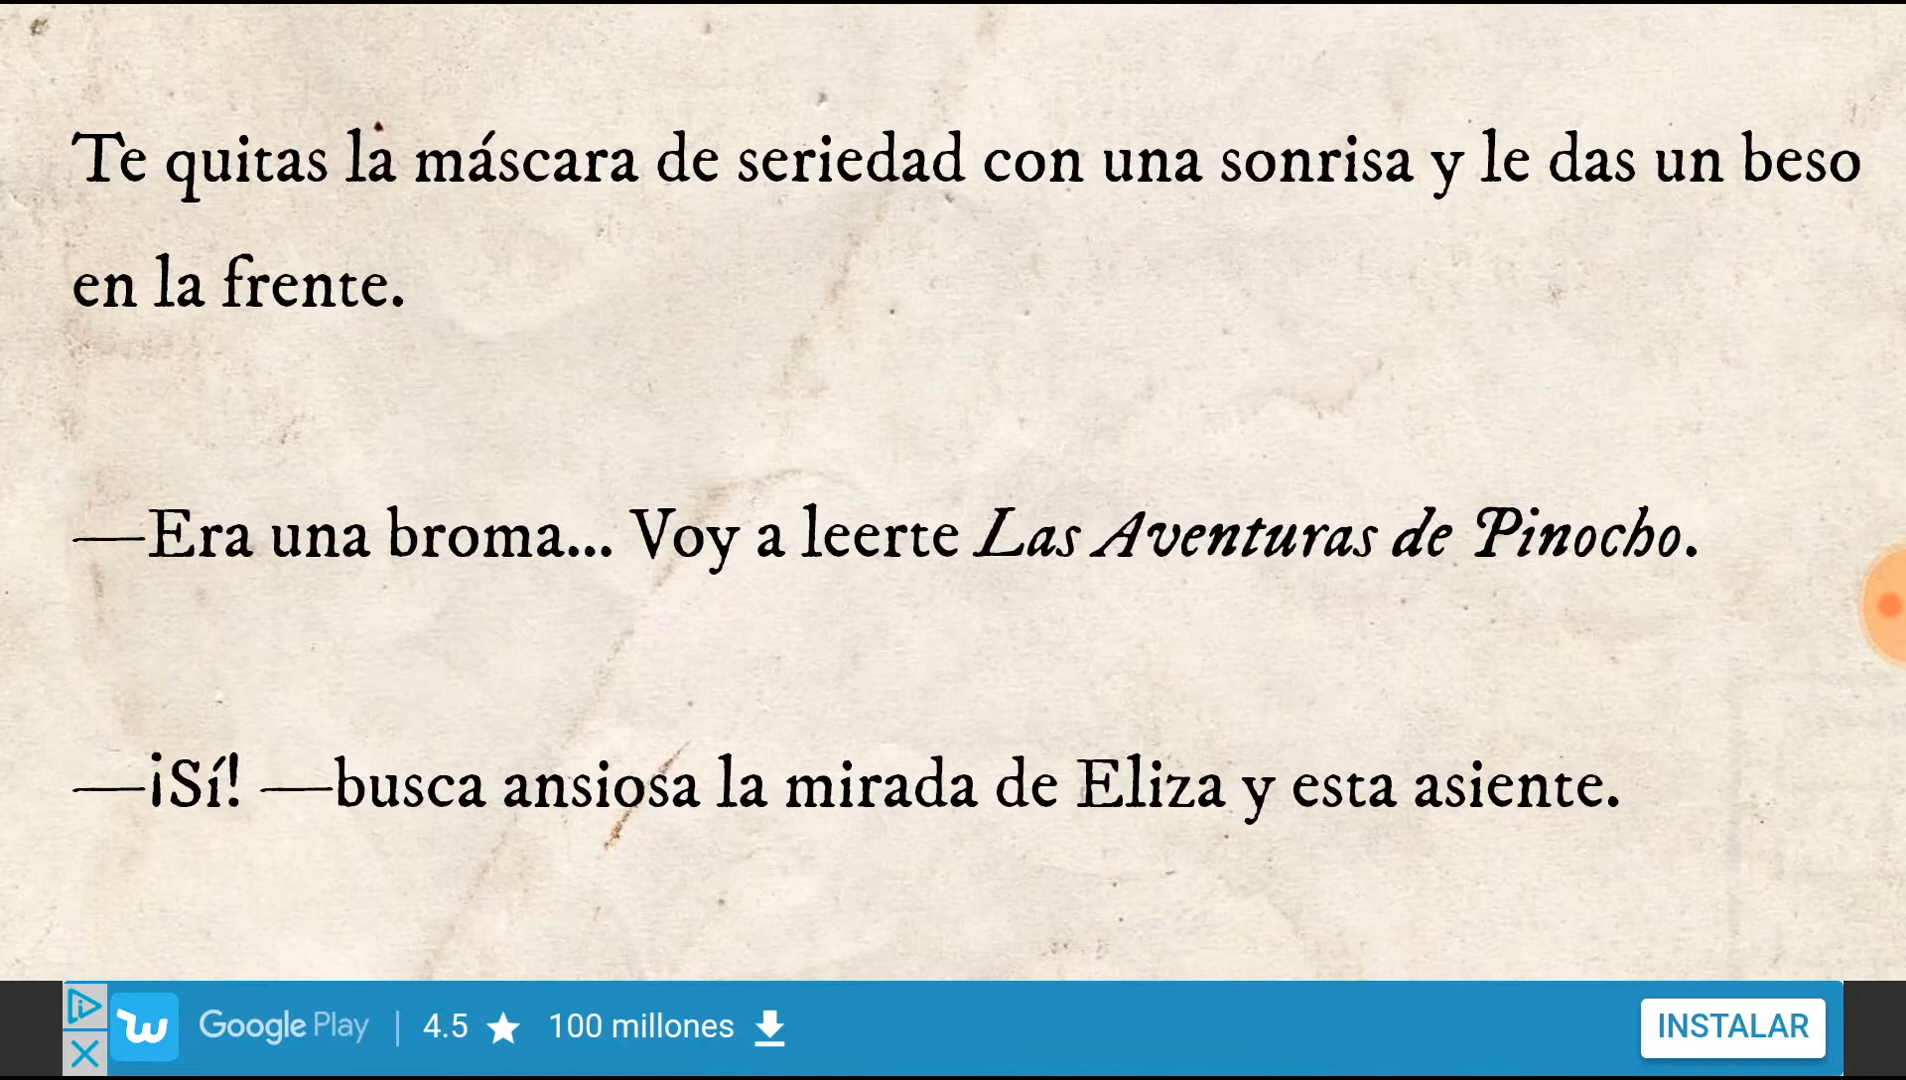 Te quitas la máscara de seriedad con una sonrisa y le das un beso
en la frente.
—Era una broma... Voy a leerte Las Aventuras de Pinocho.
—¡Sí! —busca ansiosa la mirada de Eliza y esta asiente.
Google Play | 4.5 ★ 100 millones
INSTALAR